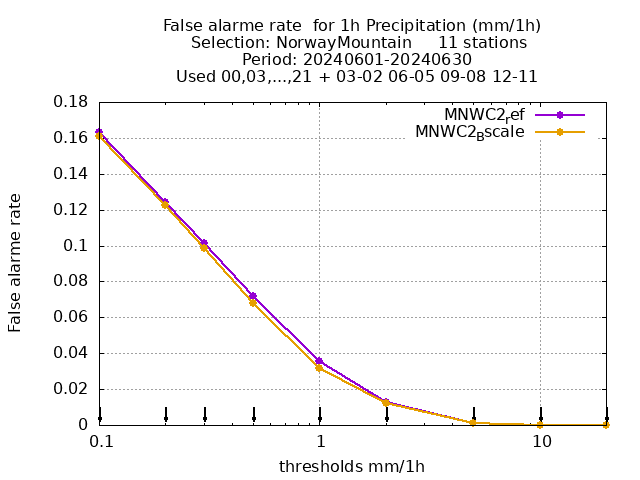 False alarme rate  for 1h Precipitation (mm/1h)
Selection: NorwayMountain     11 stations
Period: 20240601-20240630
Used 00,03,...,21 + 03-02 06-05 09-08 12-11
MNWC2ref
MNWC2Bscale
0.18
0.16
0.14
0.12
0.1
0.08
0.06
0.04
0.02
0
False alarme rate
0.1
1
10
thresholds mm/1h